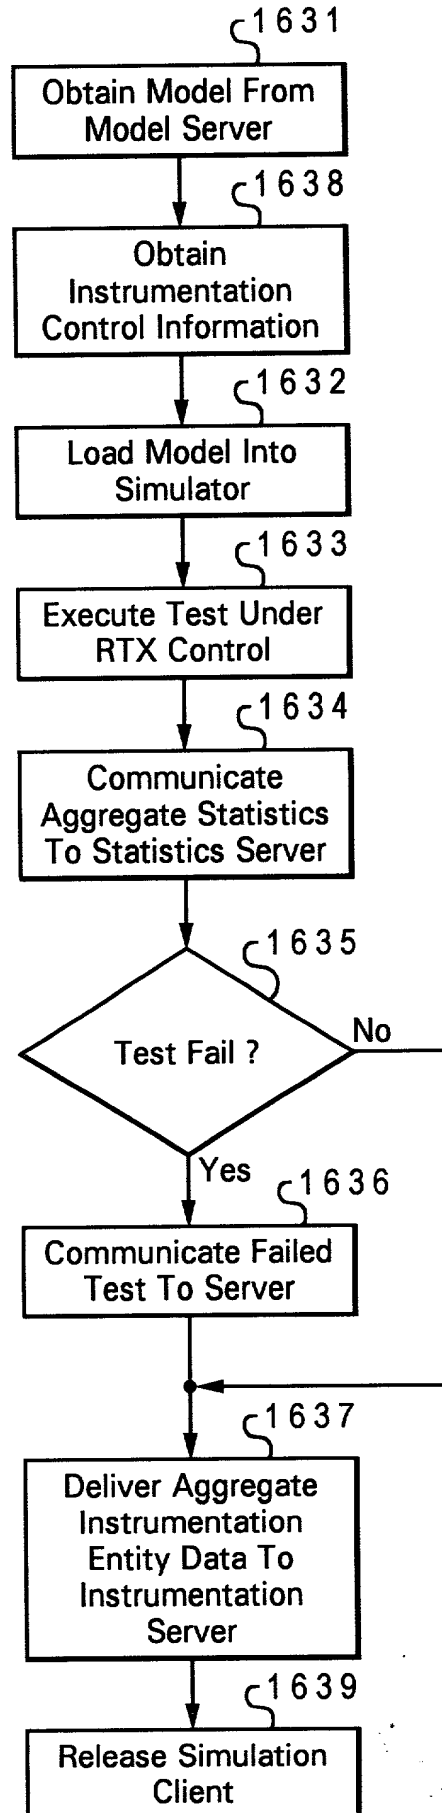 1631
Obtain Model From
Model Server
1638
Obtain
Instrumentation
Control Information
1632
Load Model Into
Simulator
1633
Execute Test Under
RTX Control
1634
Communicate
Aggregate Statistics
To Statistics Server
1635
Test Fail ?
No
Yes
1636
Communicate Failed
Test To Server
1637
Deliver Aggregate
Instrumentation
Entity Data To
Instrumentation
Server
1639
Release Simulation
Client